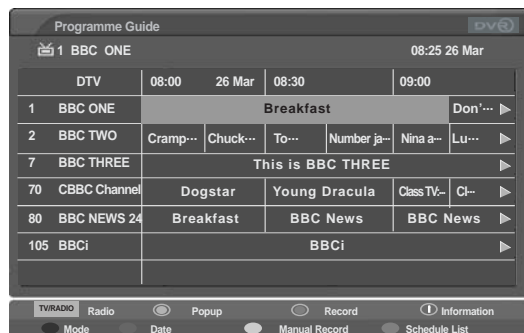 Programme Guide DVR
1 BBC ONE 08:25 26 Mar
DTV 08:00 26 Mar 08:30 09:00
1 BBC ONE Breakfast Don'···
2 BBC TWO Cramp··· Chuck··· To··· Number ja··· Nina a··· Lu···
7 BBC THREE This is BBC THREE
70 CBBC Channel Dogstar Young Dracula Class TV:··· Cl···
80 BBC NEWS 24 Breakfast BBC News BBC News
105 BBCi BBCi
TV/RADIO Radio Popup Record Information
Mode Date Manual Record Schedule List